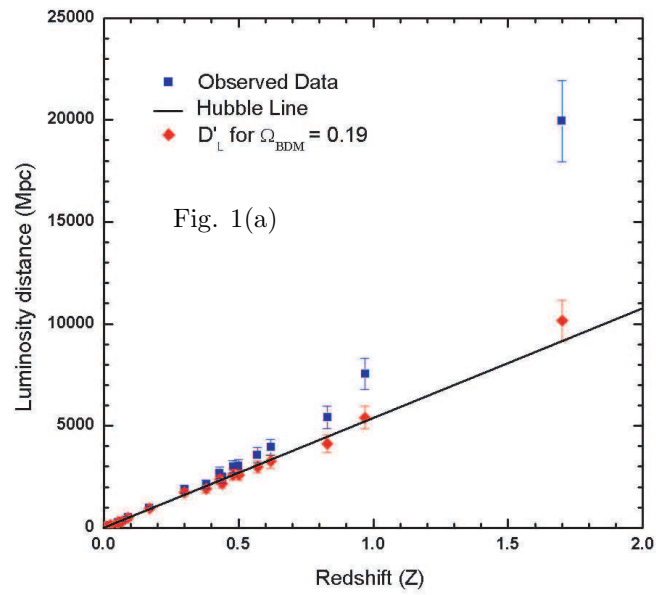 25000
20000
15000
10000
5000
0
Luminosity distance (Mpc)
Observed Data
Hubble Line
D'L for ΩBDM = 0.19
Fig. 1(a)
0.0 0.5 1.0 1.5 2.0
Redshift (Z)